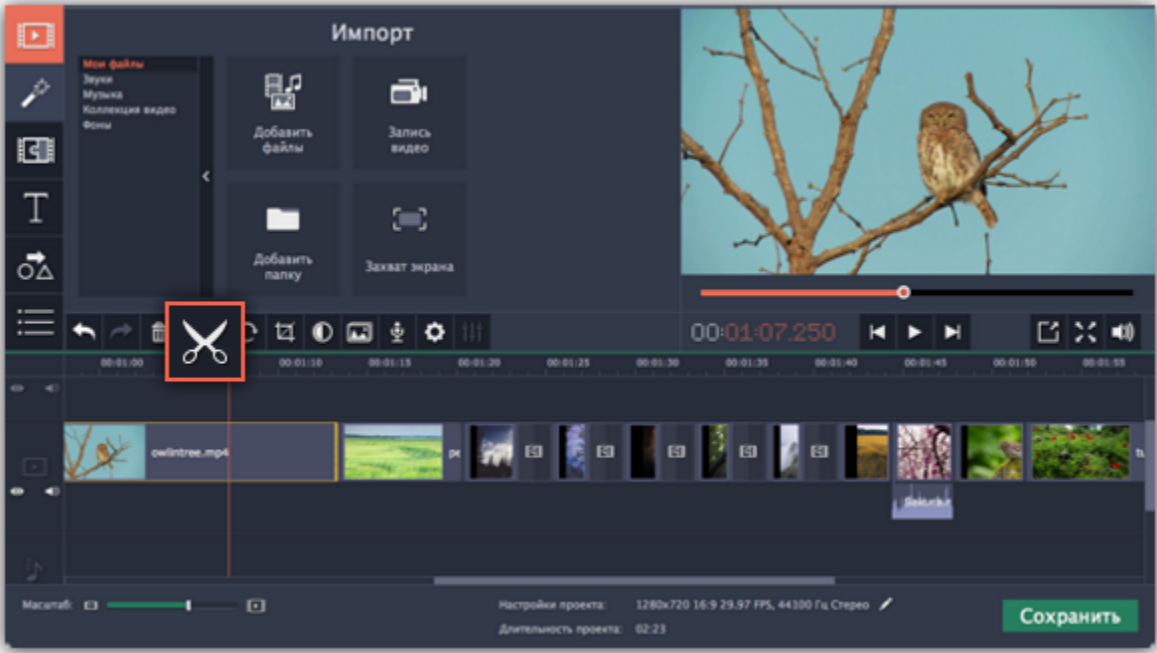 Импорт
Мои файлы
Звуки
Музыка
Коллекция видео
Фоны
Добавить
файлы
Запись
видео
Добавить
папку
Захват экрана
00:01:07.250
00:01:00
00:01:10
00:01:15
00:01:20
00:01:25
00:01:30
00:01:35
00:01:40
00:01:45
00:01:50
00:01:55
owlintree.mp4
pe
tu
Sakura.m
Масштаб:
Настройки проекта: 1280x720 16:9 29.97 FPS, 44100 Гц Стерео
Длительность проекта: 02:23
Сохранить